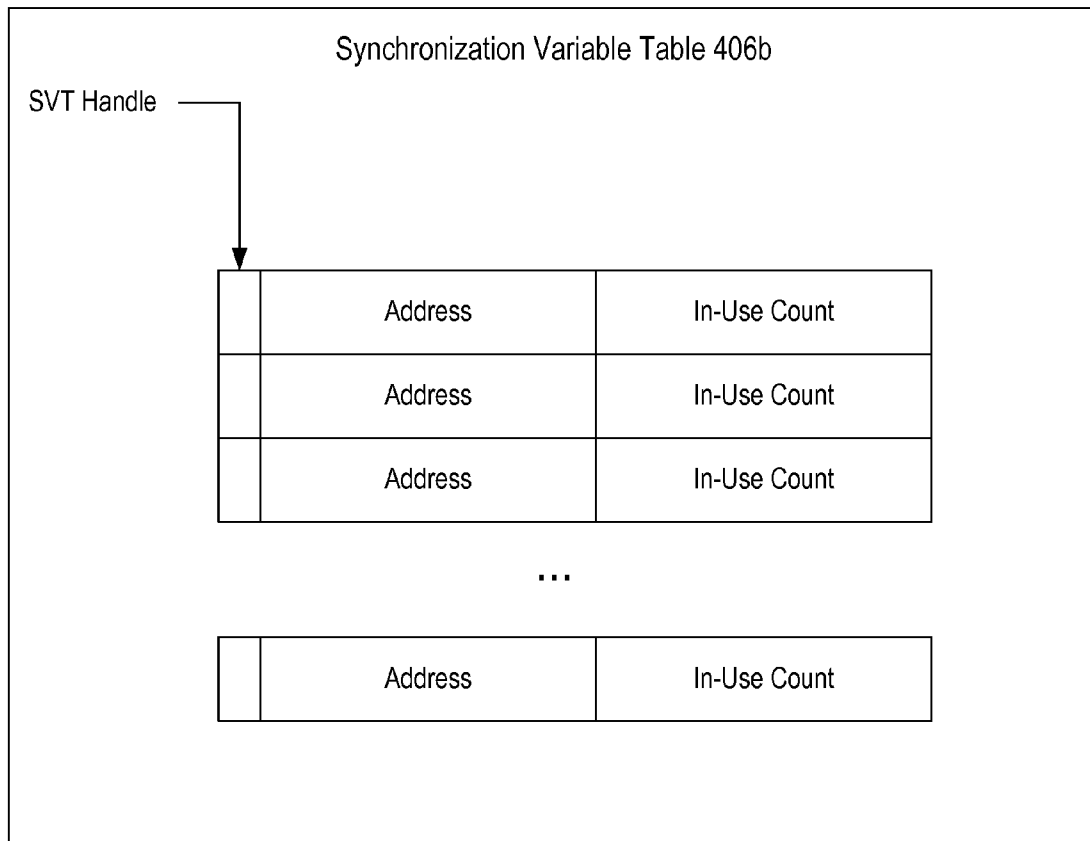 Synchronization Variable Table 406b
SVT Handle
Address In-Use Count
Address In-Use Count
Address In-Use Count
...
Address In-Use Count